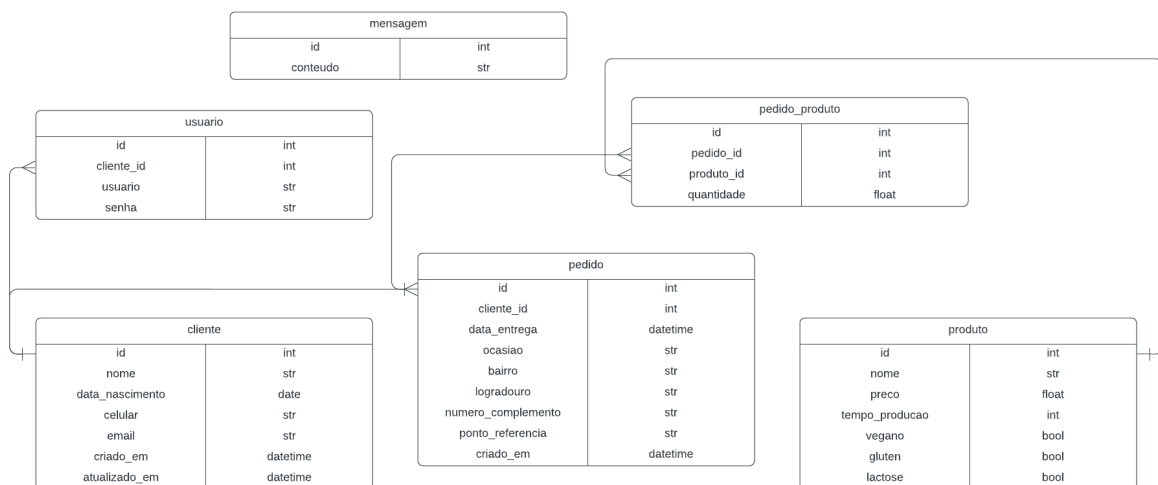 mensagem
id int
conteudo str
usuario
id int
cliente_id int
usuario str
senha str
pedido_produto
id int
pedido_id int
produto_id int
quantidade float
pedido
id int
cliente_id int
data_entrega datetime
ocasiao str
bairro str
logradouro str
numero_complemento str
ponto_referencia str
criado_em datetime
cliente
id int
nome str
data_nascimento date
celular str
email str
criado_em datetime
atualizado_em datetime
produto
id int
nome str
preco float
tempo_producao int
vegano bool
gluten bool
lactose bool